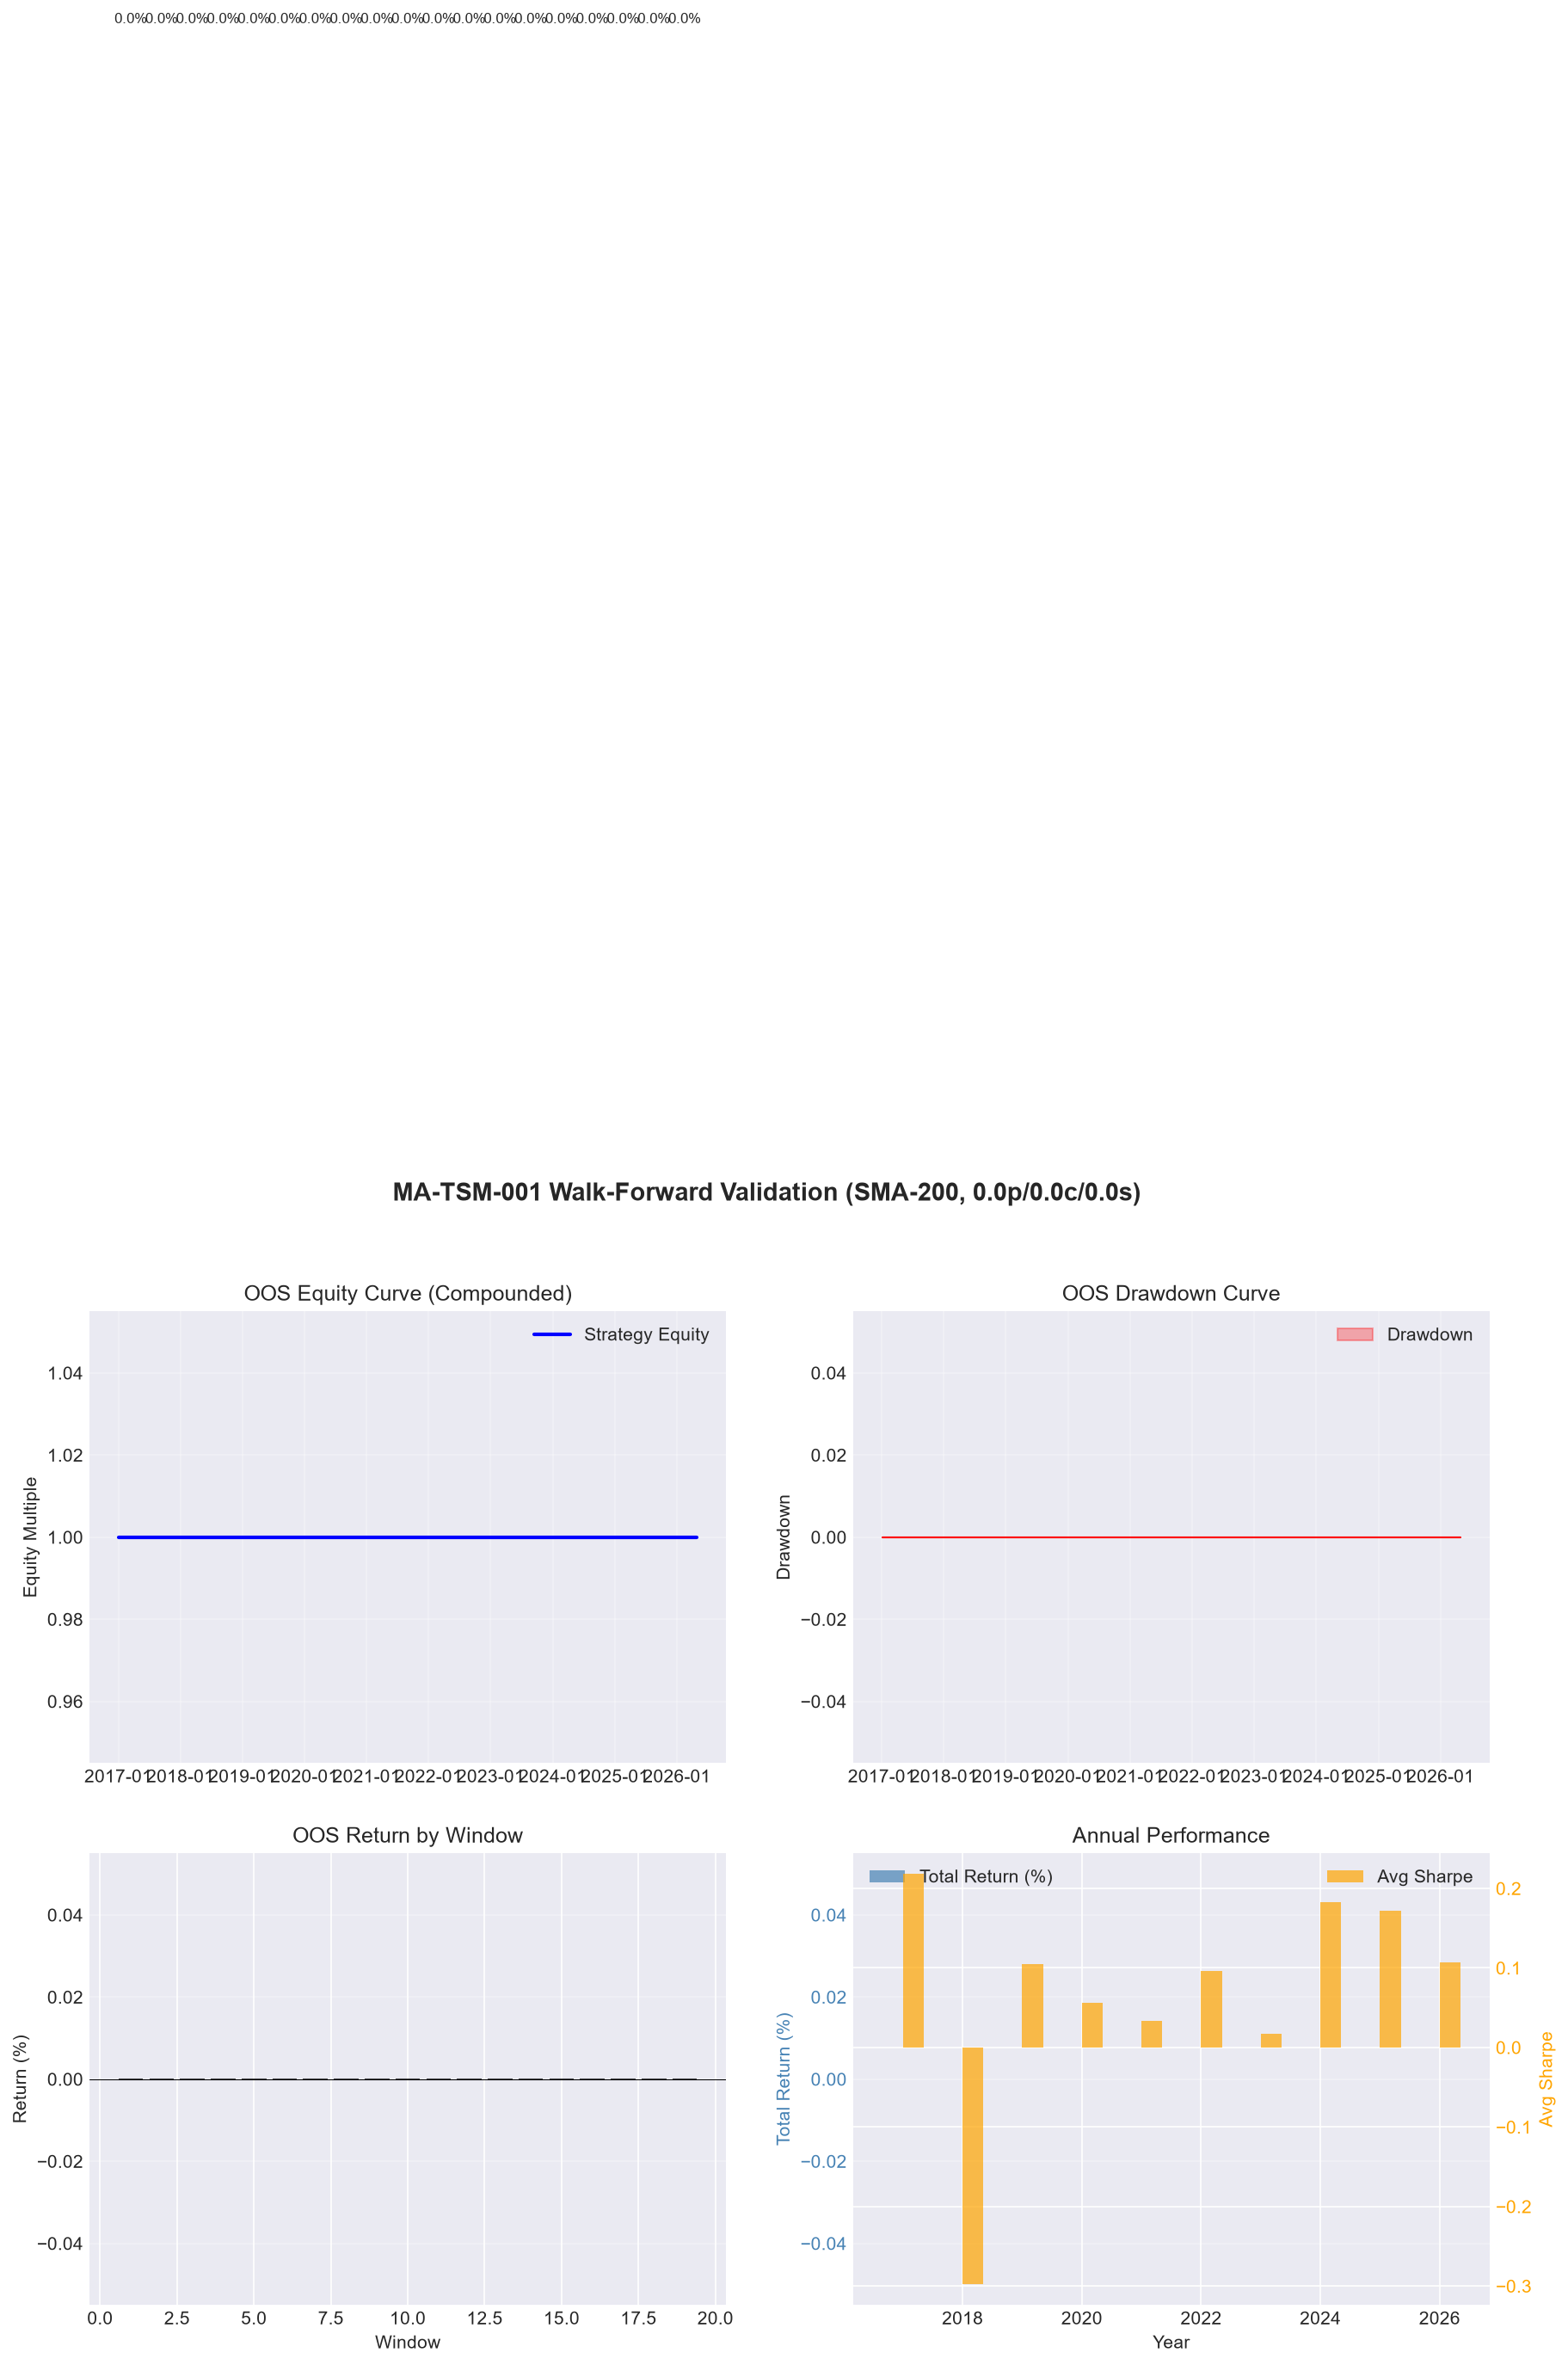 0.0% 0.0% 0.0% 0.0% 0.0% 0.0% 0.0% 0.0% 0.0% 0.0% 0.0% 0.0% 0.0% 0.0% 0.0% 0.0% 0.0% 0.0% 0.0%
MA-TSM-001 Walk-Forward Validation (SMA-200, 0.0p/0.0c/0.0s)
OOS Equity Curve (Compounded)
Strategy Equity
Equity Multiple
1.04
1.02
1.00
0.98
0.96
2017-01 2018-01 2019-01 2020-01 2021-01 2022-01 2023-01 2024-01 2025-01 2026-01
OOS Drawdown Curve
Drawdown
Drawdown
0.04
0.02
0.00
−0.02
−0.04
2017-01 2018-01 2019-01 2020-01 2021-01 2022-01 2023-01 2024-01 2025-01 2026-01
OOS Return by Window
Return (%)
0.04
0.02
0.00
−0.02
−0.04
0.0 2.5 5.0 7.5 10.0 12.5 15.0 17.5 20.0
Window
Annual Performance
Total Return (%)
Avg Sharpe
Total Return (%)
0.04
0.02
0.00
−0.02
−0.04
0.2
0.1
0.0
−0.1
−0.2
−0.3
Avg Sharpe
2018 2020 2022 2024 2026
Year